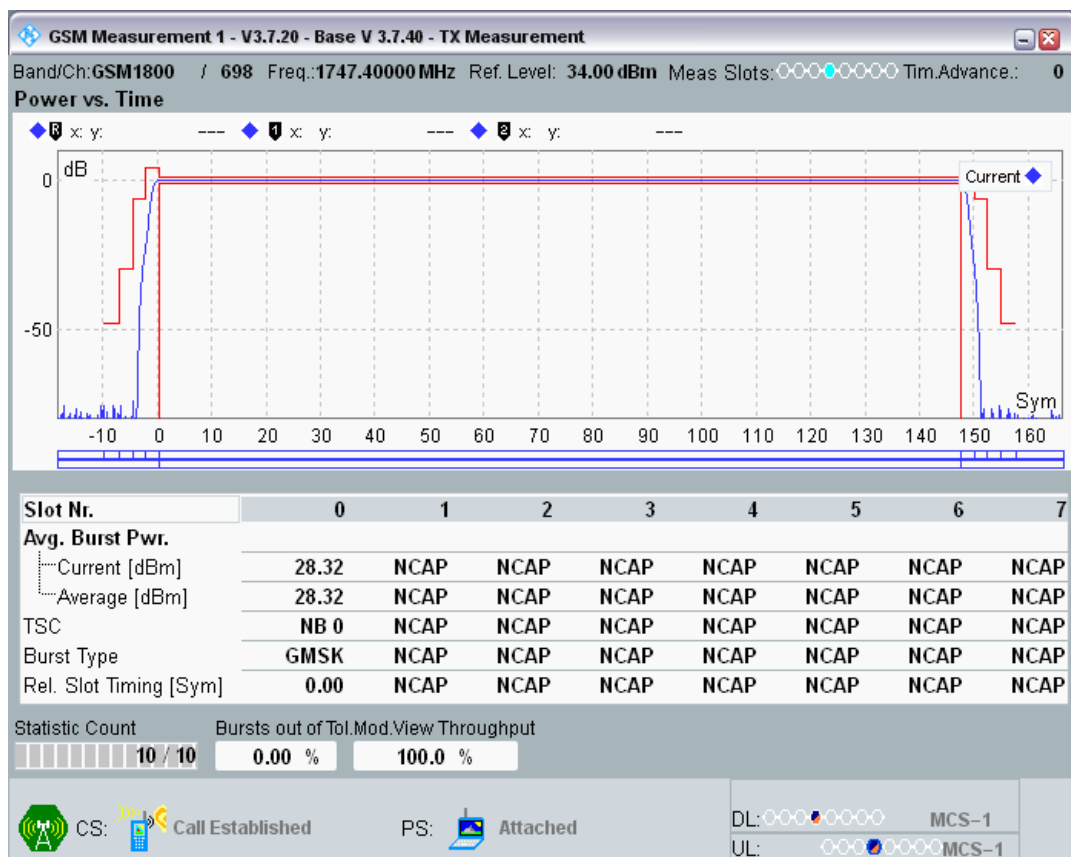 GSM Measurement 1 - V3.7.20 - Base V 3.7.40 - TX Measurement
Band/Ch:GSM1800 / 698 Freq.:1747.40000 MHz Ref. Level: 34.00 dBm Meas Slots: Tim.Advance.: 0
Power vs. Time
R x: y: --- 1 x: y: --- 2 x: y: ---
dB
Current
0
-50
Sym
-10 0 10 20 30 40 50 60 70 80 90 100 110 120 130 140 150 160
Slot Nr. 0 1 2 3 4 5 6 7
Avg. Burst Pwr.
Current [dBm] 28.32 NCAP NCAP NCAP NCAP NCAP NCAP NCAP
Average [dBm] 28.32 NCAP NCAP NCAP NCAP NCAP NCAP NCAP
TSC NB 0 NCAP NCAP NCAP NCAP NCAP NCAP NCAP
Burst Type GMSK NCAP NCAP NCAP NCAP NCAP NCAP NCAP
Rel. Slot Timing [Sym] 0.00 NCAP NCAP NCAP NCAP NCAP NCAP NCAP
Statistic Count Bursts out of Tol.Mod.View Throughput
10 / 10 0.00 % 100.0 %
CS: Call Established PS: Attached DL: MCS-1
UL: MCS-1